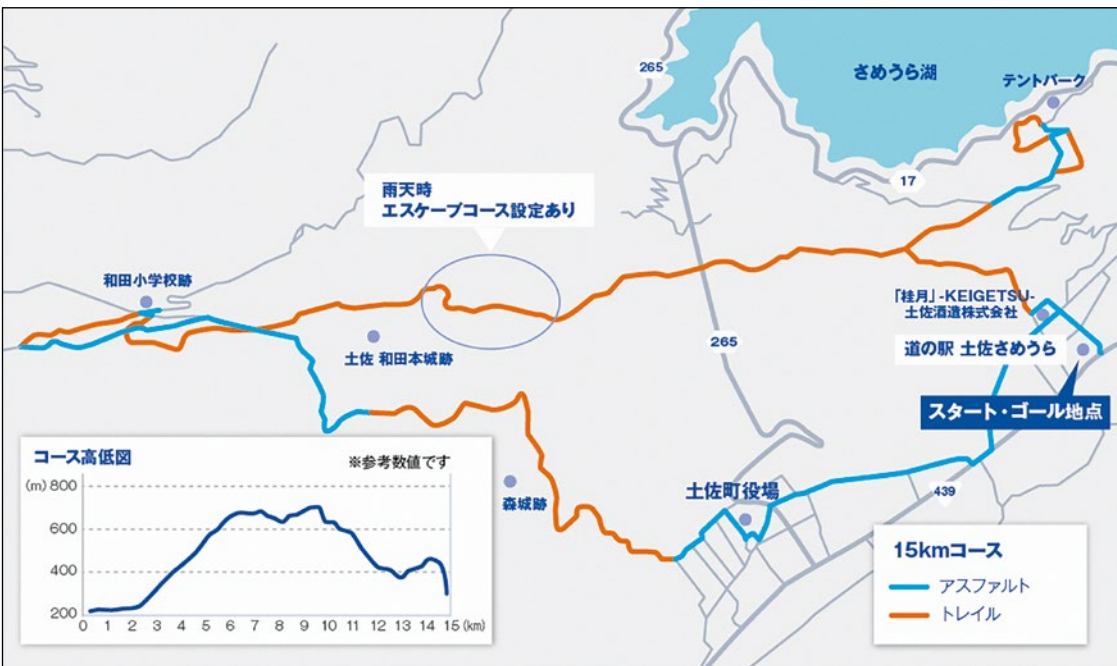 265
さめうら湖
テントパーク
17
雨天時
エスケープコース設定あり
和田小学校跡
「桂月」-KEIGETSU-
土佐酒造株式会社
土佐 和田本城跡
265
道の駅 土佐さめうら
スタート・ゴール地点
コース高低図
※参考数値です
(m) 800
600
400
200
0 1 2 3 4 5 6 7 8 9 10 11 12 13 14 15 (km)
森城跡
土佐町役場
439
15kmコース
アスファルト
トレイル